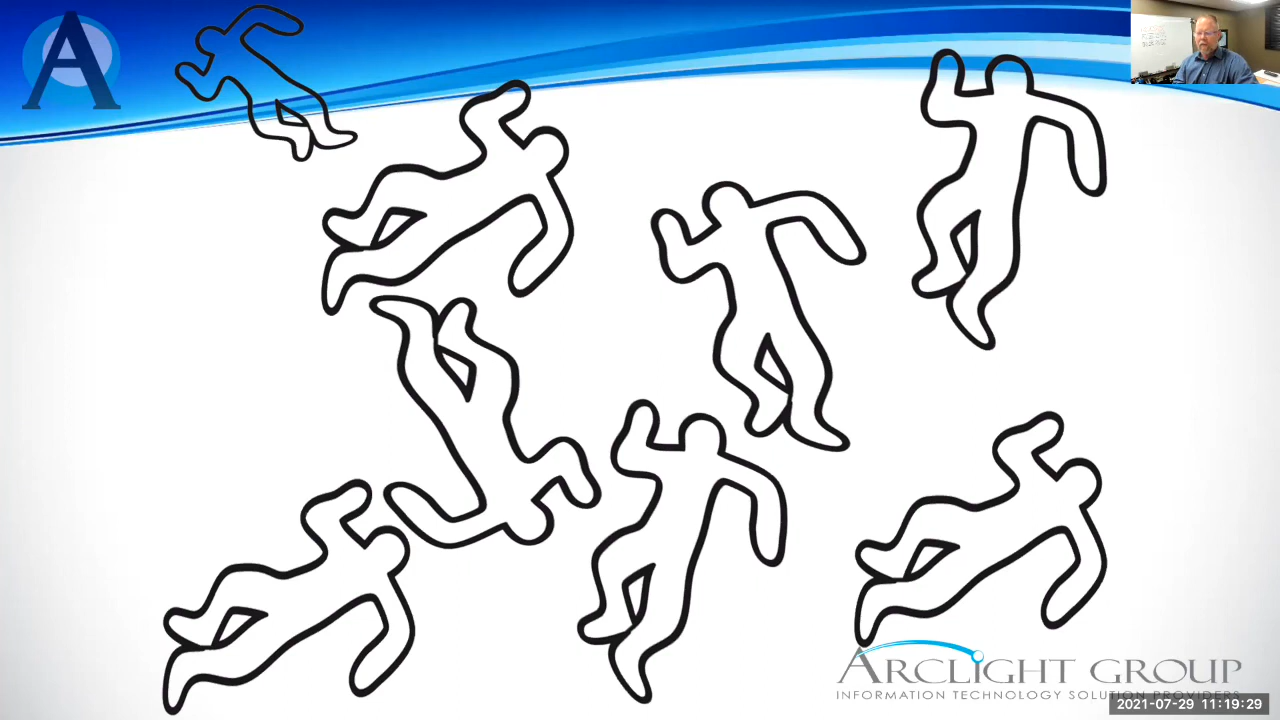 A
ARCLIGHT GROUP
INFORMATION TECHNOLOGY SOLUTION PROVIDERS
2021-07-29 11:19:29